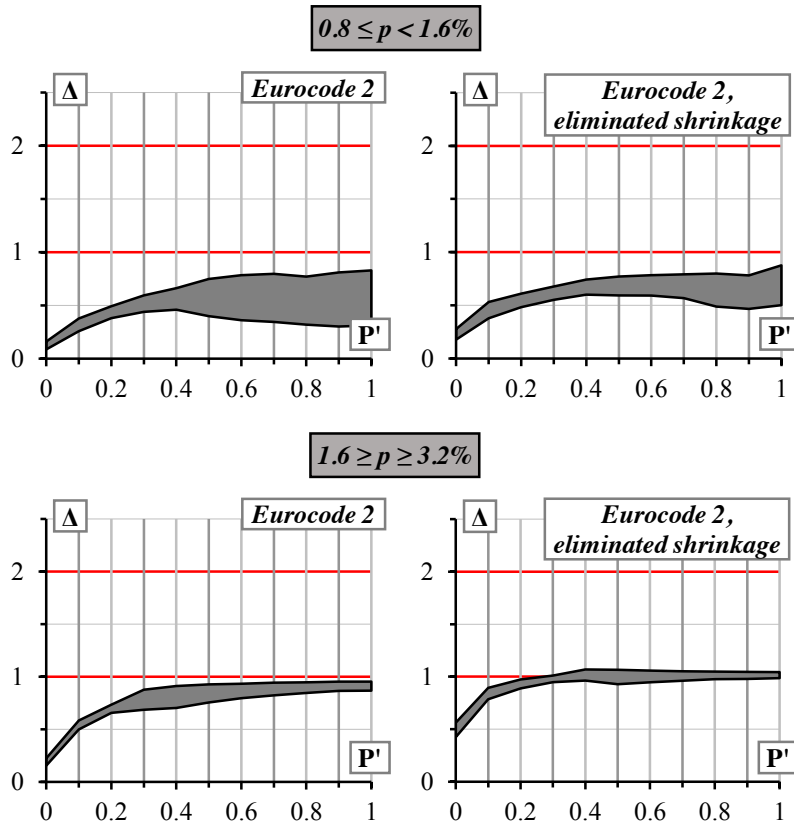 0.8 ≤ p < 1.6%
Δ
Eurocode 2
2
1
0
P'
0 0.2 0.4 0.6 0.8 1
Δ
Eurocode 2,
eliminated shrinkage
2
1
0
P'
0 0.2 0.4 0.6 0.8 1
1.6 ≥ p ≥ 3.2%
Δ
Eurocode 2
2
1
0
P'
0 0.2 0.4 0.6 0.8 1
Δ
Eurocode 2,
eliminated shrinkage
2
1
0
P'
0 0.2 0.4 0.6 0.8 1